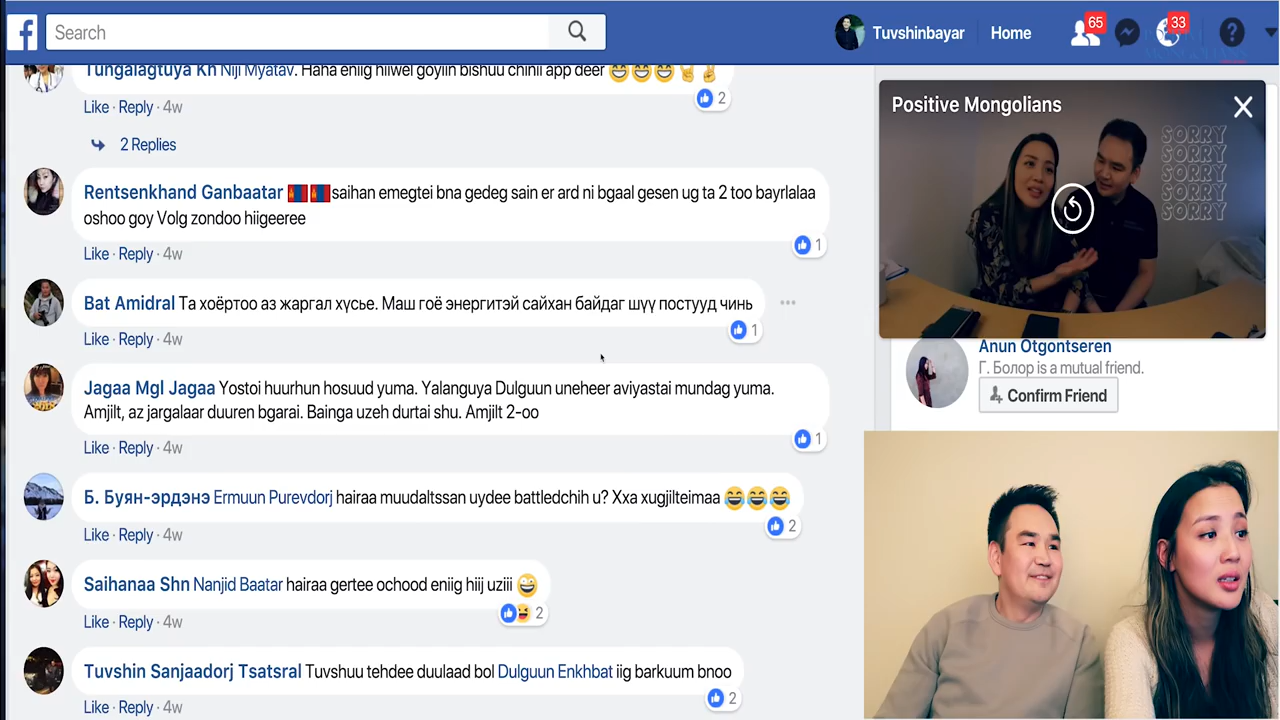 Search
Tuvshinbayar
Home
65
33
Tungalagtuya Kh Niji Myatav. Haha eniig hiiwel goyiin bishuu chinii app deer 😁😁😁🤘✌
2
Like · Reply · 4w
2 Replies
Rentsenkhand Ganbaatar 🇲🇳🇲🇳Saihan emegtei bna gedeg sain er ard ni bgaal gesen ug ta 2 too bayrlalaa
oshoo goy Volg zondoo hiigeeree
1
Like · Reply · 4w
Bat Amidral Та хоёртоо аз жаргал хүсье. Маш гоё энергитэй сайхан байдаг шүү постууд чинь
1
Like · Reply · 4w
Jagaa Mgl Jagaa Yostoi huurhun hosuud yuma. Yalanguya Dulguun uneheer aviyastai mundag yuma.
Amjilt, az jargalaar duuren bgarai. Bainga uzeh durtai shu. Amjilt 2-oo
1
Like · Reply · 4w
Б. Буян-эрдэнэ Ermuun Purevdorj hairaa muudaltssan uydee battledchih u? Xxa xugjilteimaa 😂😂😂
2
Like · Reply · 4w
Saihanaa Shn Nanjid Baatar hairaa gertee ochood eniig hiij uziii 😜
2
Like · Reply · 4w
Tuvshin Sanjaadorj Tsatsral Tuvshuu tehdee duulaad bol Dulguun Enkhbat iig barkuum bnoo
2
Like · Reply · 4w
Positive Mongolians
SORRY
SORRY
SORRY
SORRY
SORRY
Anun Otgontseren
Г. Болор is a mutual friend.
Confirm Friend